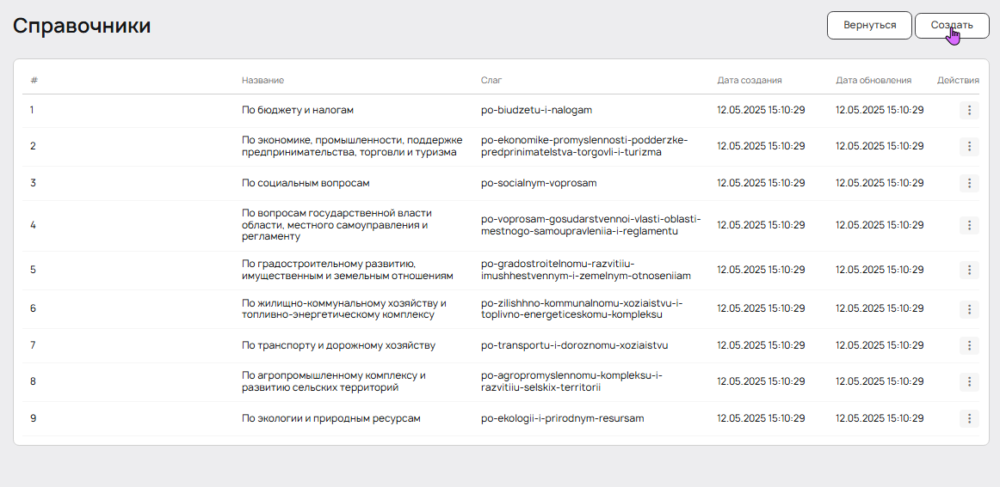 Справочники
Вернуться
Создать
# Название Слаг Дата создания Дата обновления Действия
1 По бюджету и налогам po-biudzetu-i-nalogam 12.05.2025 15:10:29 12.05.2025 15:10:29
2 По экономике, промышленности, поддержке предпринимательства, торговли и туризма po-ekonomike-promyslennosti-podderzke-predprinimatelstva-torgovli-i-turizma 12.05.2025 15:10:29 12.05.2025 15:10:29
3 По социальным вопросам po-socialnym-voprosam 12.05.2025 15:10:29 12.05.2025 15:10:29
4 По вопросам государственной власти области, местного самоуправления и регламенту po-voprosam-gosudarstvennoi-vlasti-oblasti-mestnogo-samoupravleniia-i-reglamentu 12.05.2025 15:10:29 12.05.2025 15:10:29
5 По градостроительному развитию, имущественным и земельным отношениям po-gradostroitelnomu-razvitiiu-imushhestvennym-i-zemelnym-otnoseniiam 12.05.2025 15:10:29 12.05.2025 15:10:29
6 По жилищно-коммунальному хозяйству и топливно-энергетическому комплексу po-zilishhno-kommunalnomu-xoziaistvu-i-toplivno-energeticeskomu-kompleksu 12.05.2025 15:10:29 12.05.2025 15:10:29
7 По транспорту и дорожному хозяйству po-transportu-i-doroznomu-xoziaistvu 12.05.2025 15:10:29 12.05.2025 15:10:29
8 По агропромышленному комплексу и развитию сельских территорий po-agropromyslennomu-kompleksu-i-razvitiiu-selskix-territorii 12.05.2025 15:10:29 12.05.2025 15:10:29
9 По экологии и природным ресурсам po-ekologii-i-prirodnym-resursam 12.05.2025 15:10:29 12.05.2025 15:10:29